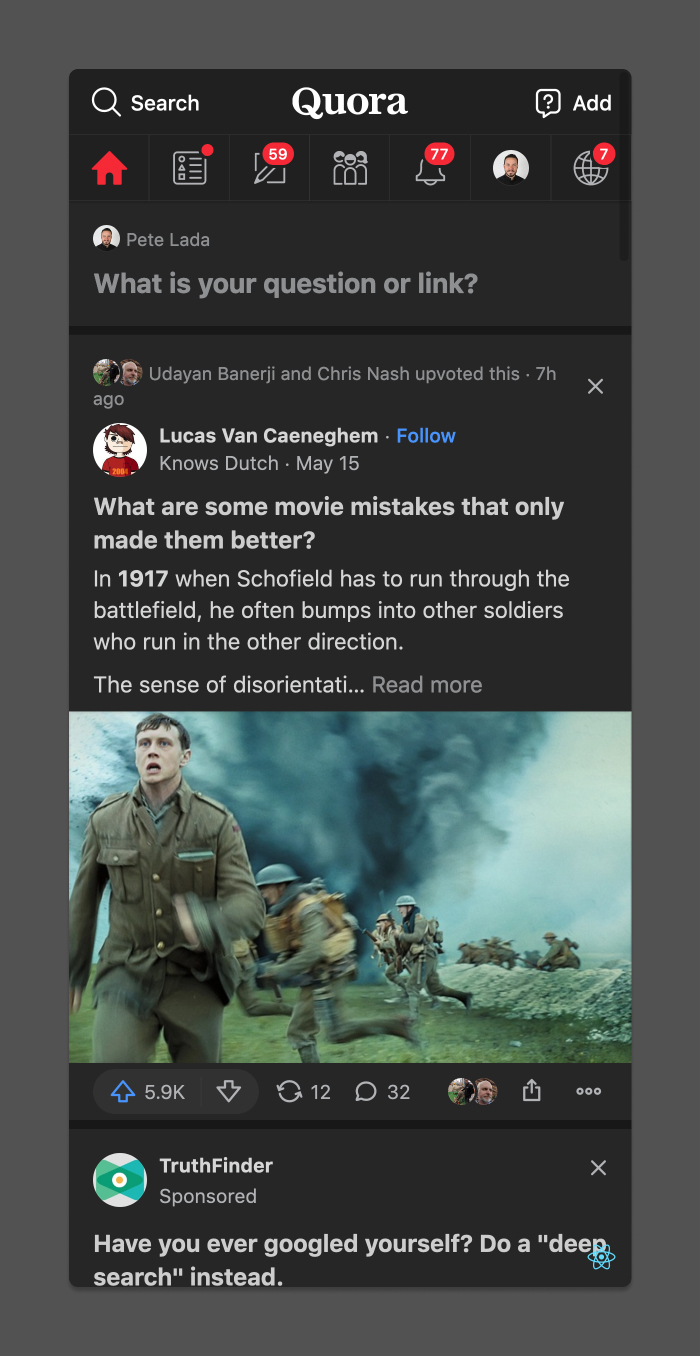 Search
Quora
Add
59
77
7
Pete Lada
What is your question or link?
Udayan Banerji and Chris Nash upvoted this · 7h
ago
Lucas Van Caeneghem · Follow
Knows Dutch · May 15
2004
What are some movie mistakes that only
made them better?
In 1917 when Schofield has to run through the
battlefield, he often bumps into other soldiers
who run in the other direction.
The sense of disorientati... Read more
5.9K
12
32
TruthFinder
Sponsored
Have you ever googled yourself? Do a "deep
search" instead.